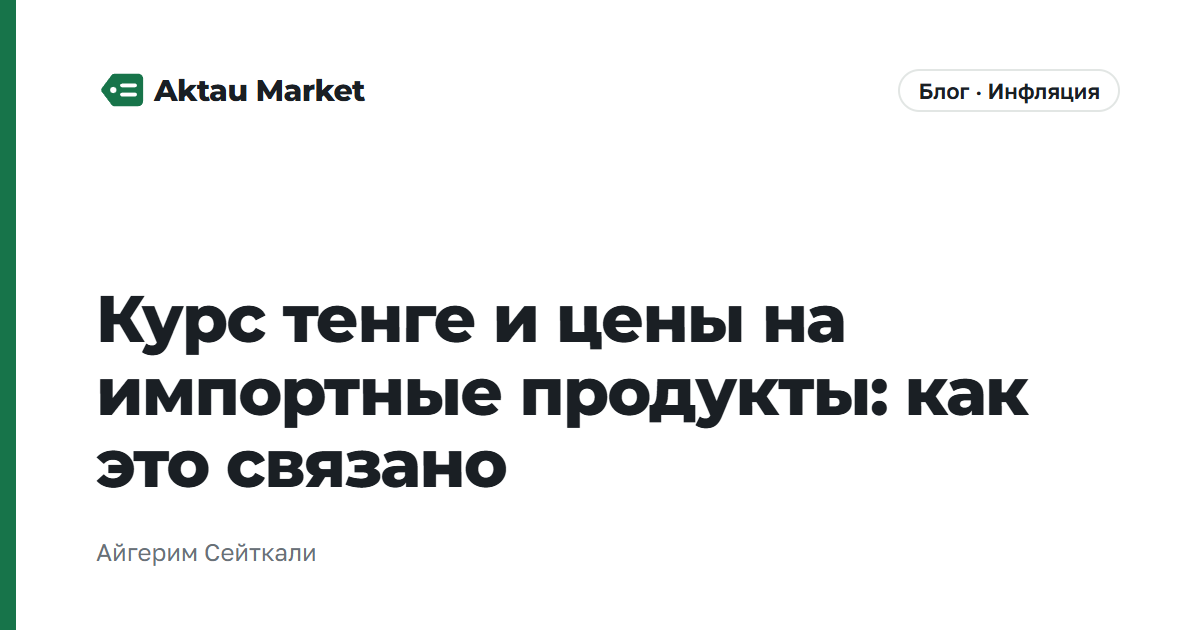 Aktau Market
Блог · Инфляция
Курс тенге и цены на
импортные продукты: как
это связано
Айгерим Сейткали